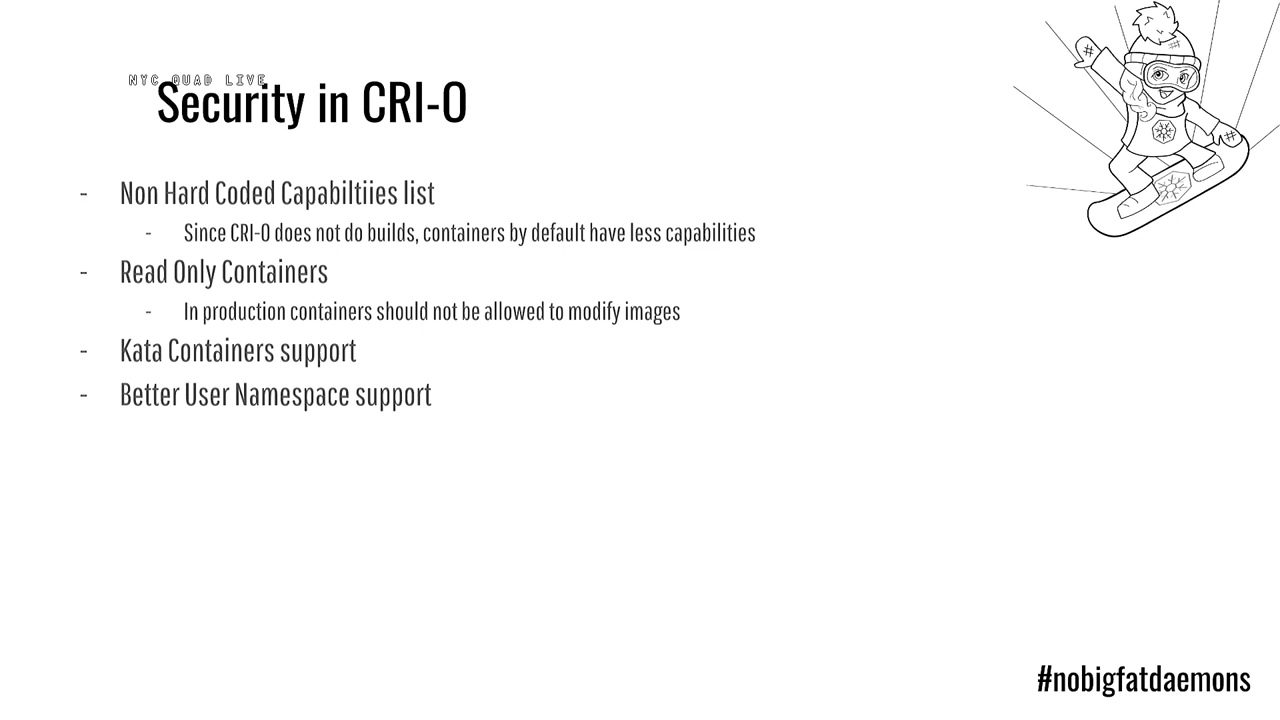 NYC QUAD LIVE
Security in CRI-O
- Non Hard Coded Capabiltiies list
- Since CRI-O does not do builds, containers by default have less capabilities
- Read Only Containers
- In production containers should not be allowed to modify images
- Kata Containers support
- Better User Namespace support
#nobigfatdaemons